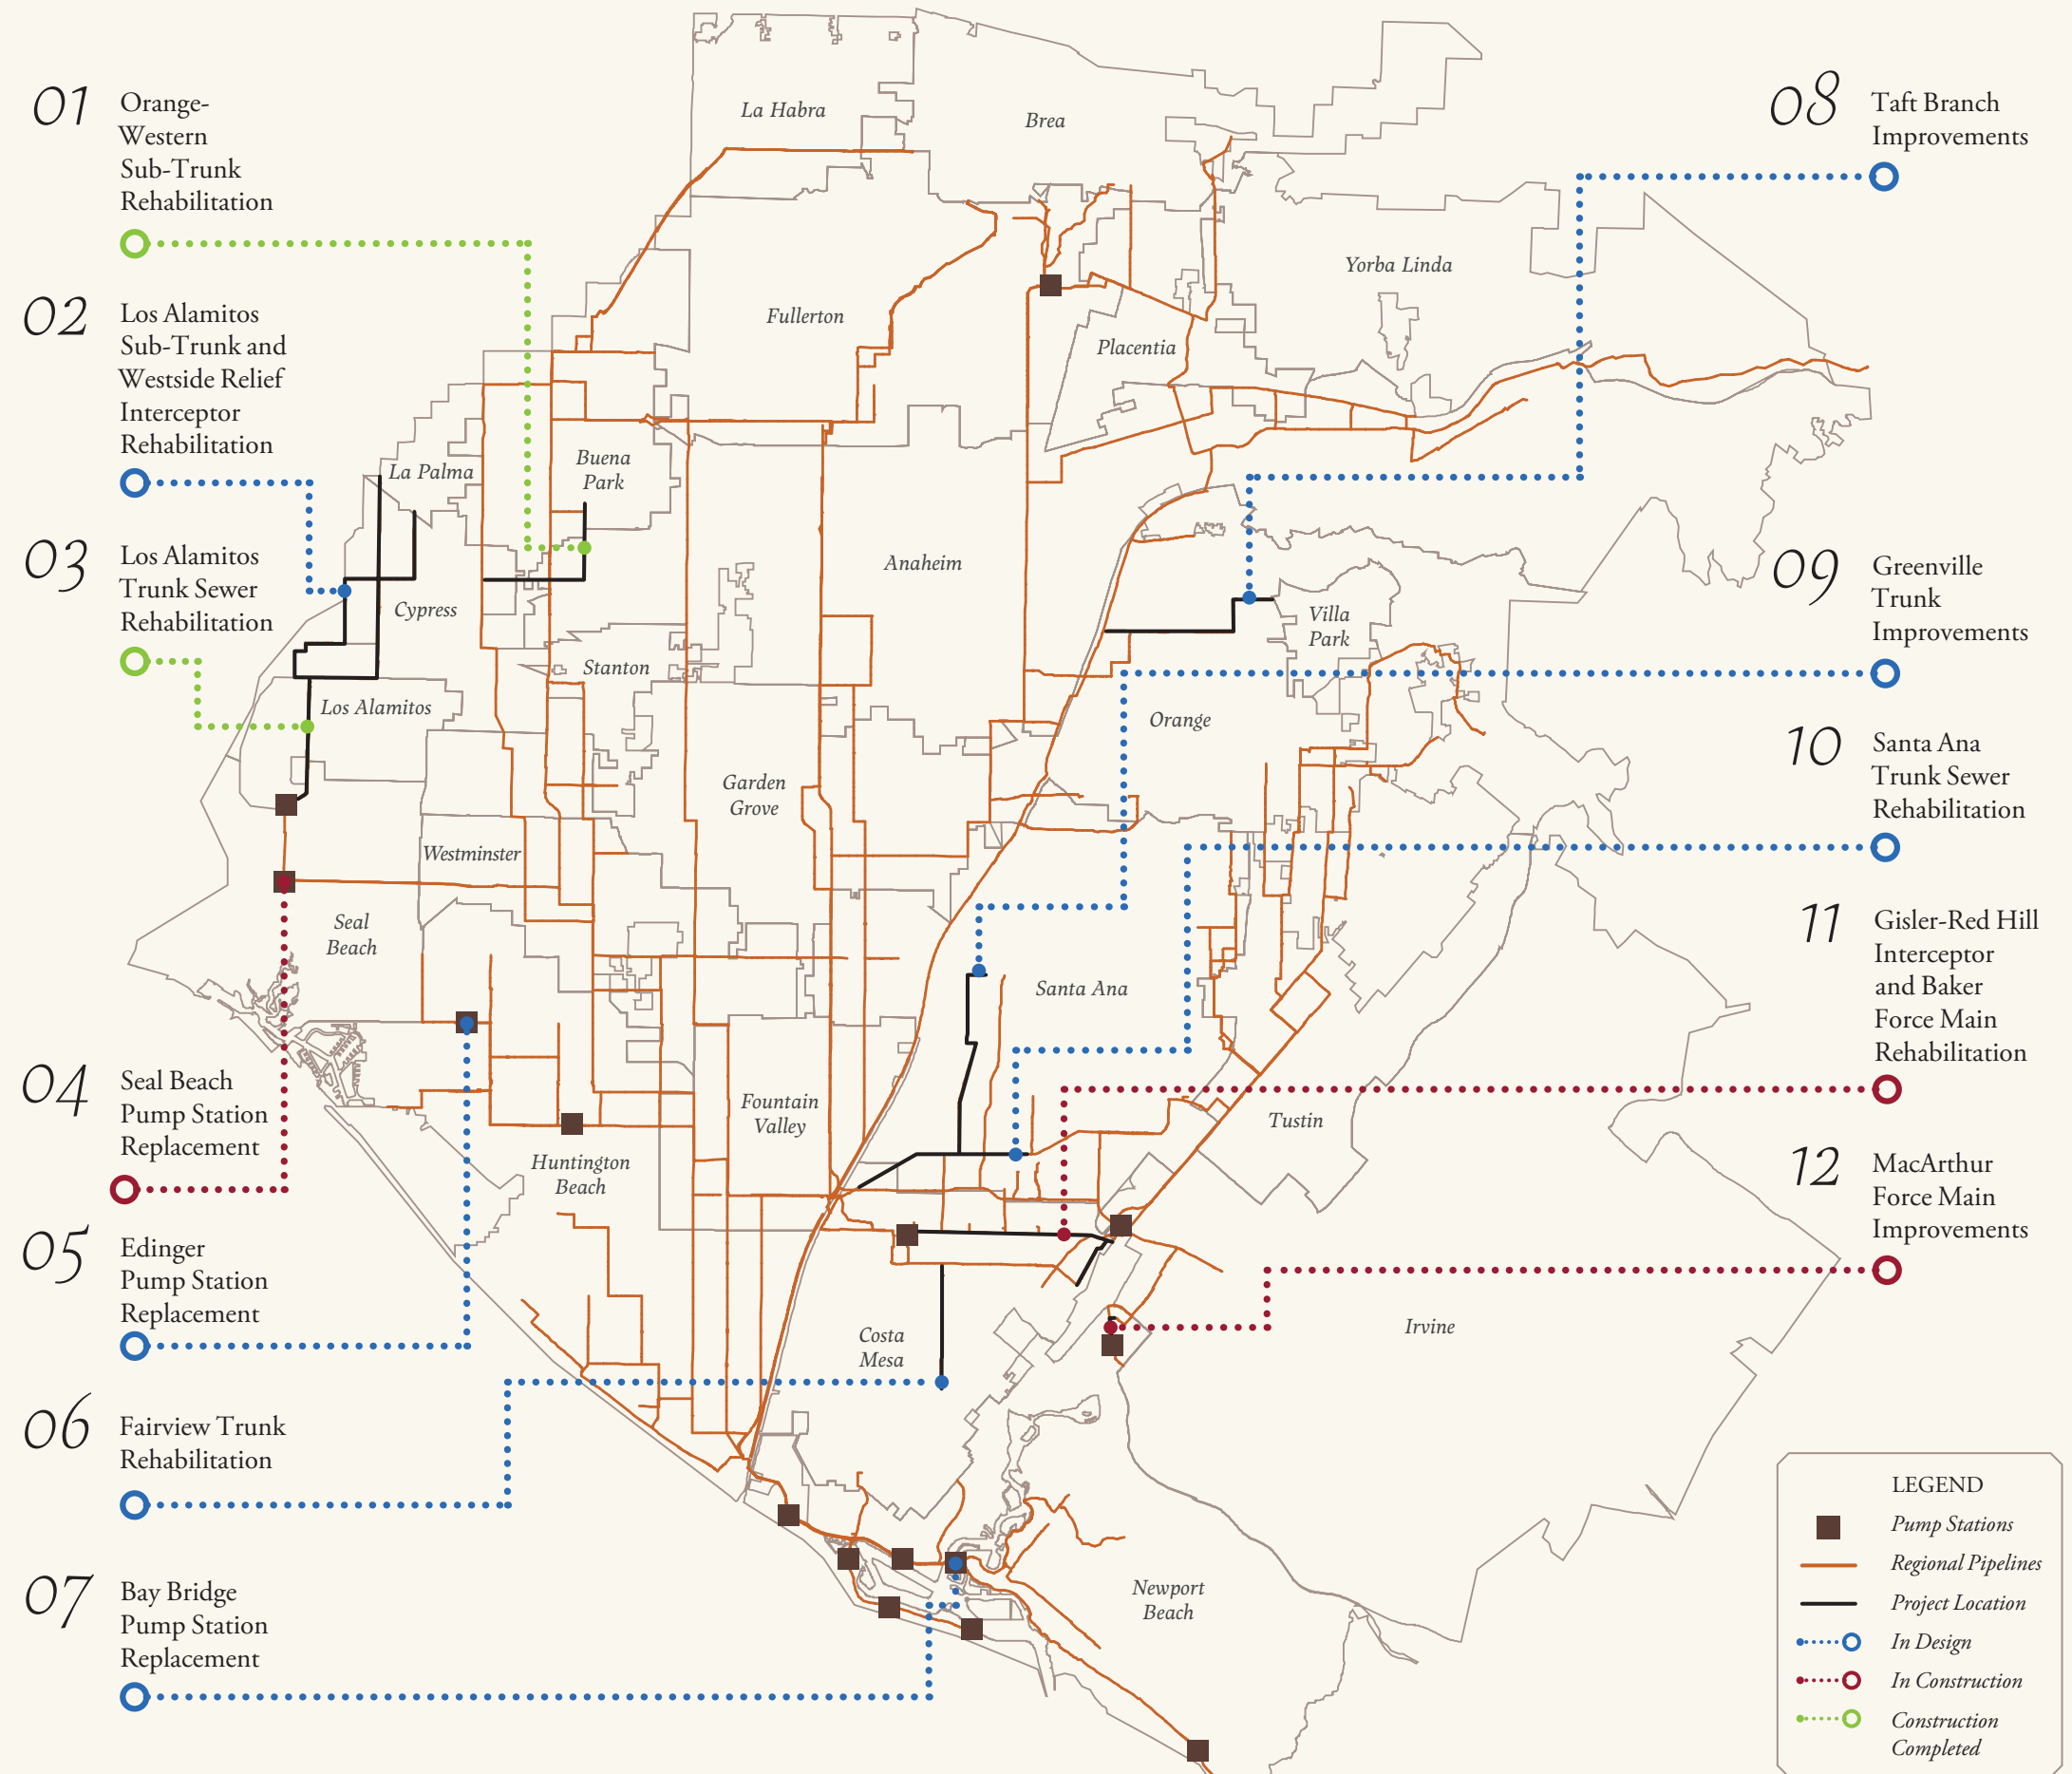 01
Orange-
Western
Sub-Trunk
Rehabilitation
02
Los Alamitos
Sub-Trunk and
Westside Relief
Interceptor
Rehabilitation
03
Los Alamitos
Trunk Sewer
Rehabilitation
04
Seal Beach
Pump Station
Replacement
05
Edinger
Pump Station
Replacement
06
Fairview Trunk
Rehabilitation
07
Bay Bridge
Pump Station
Replacement
La Habra
Brea
Yorba Linda
Fullerton
Placentia
La Palma
Buena
Park
Anaheim
Cypress
Villa
Park
Stanton
Los Alamitos
Orange
Garden
Grove
Westminster
Seal
Beach
Santa Ana
Fountain
Valley
Tustin
Huntington
Beach
Costa
Mesa
Irvine
Newport
Beach
08
Taft Branch
Improvements
09
Greenville
Trunk
Improvements
10
Santa Ana
Trunk Sewer
Rehabilitation
11
Gisler-Red Hill
Interceptor
and Baker
Force Main
Rehabilitation
12
MacArthur
Force Main
Improvements
LEGEND
Pump Stations
Regional Pipelines
Project Location
In Design
In Construction
Construction
Completed